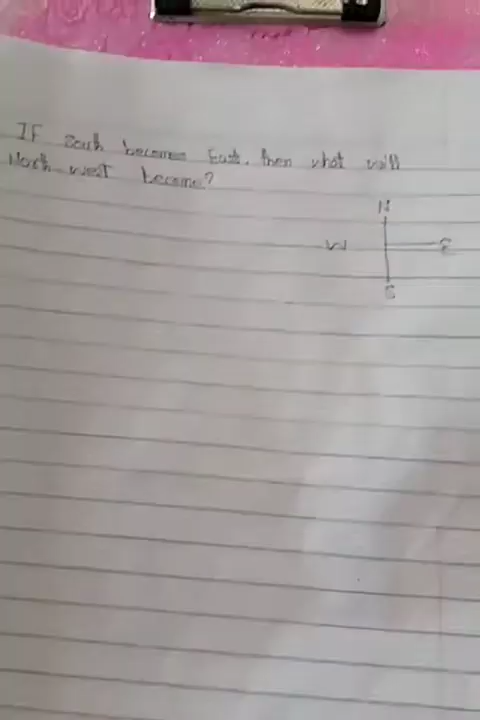 IF South becomes East, then what will
North-west become?
N
W E
S